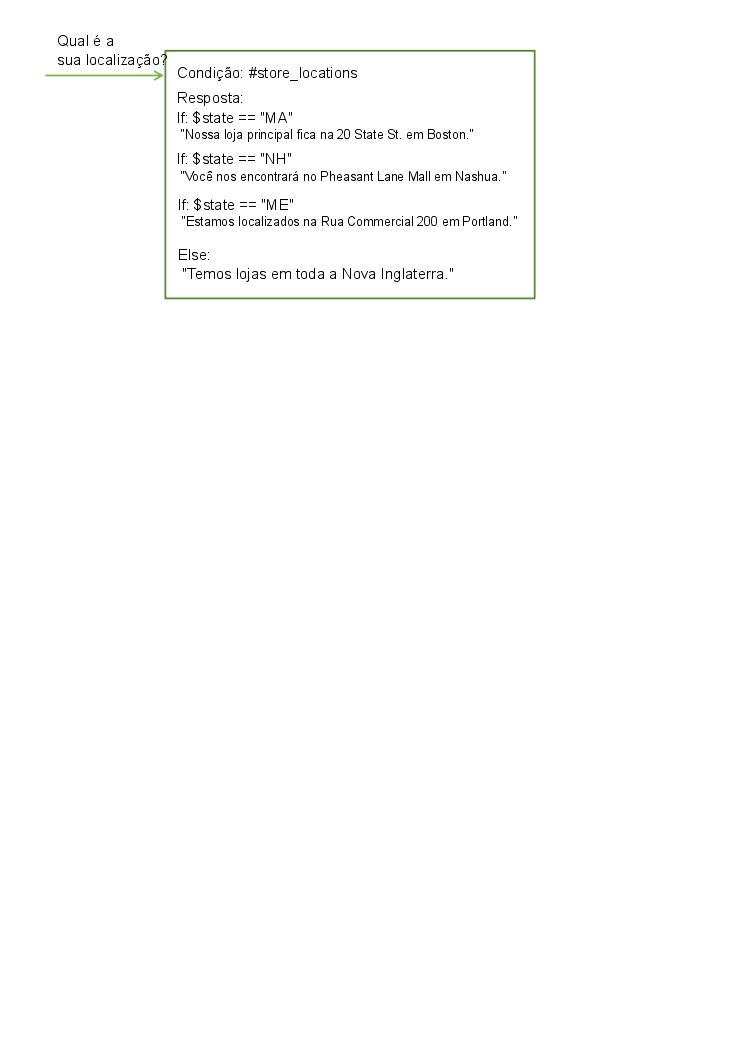 Qual é a
sua localização?
Condição: #store_locations
Resposta:
If: $state == "MA"
"Nossa loja principal fica na 20 State St. em Boston."
If: $state == "NH"
"Você nos encontrará no Pheasant Lane Mall em Nashua."
If: $state == "ME"
"Estamos localizados na Rua Commercial 200 em Portland."
Else:
"Temos lojas em toda a Nova Inglaterra."